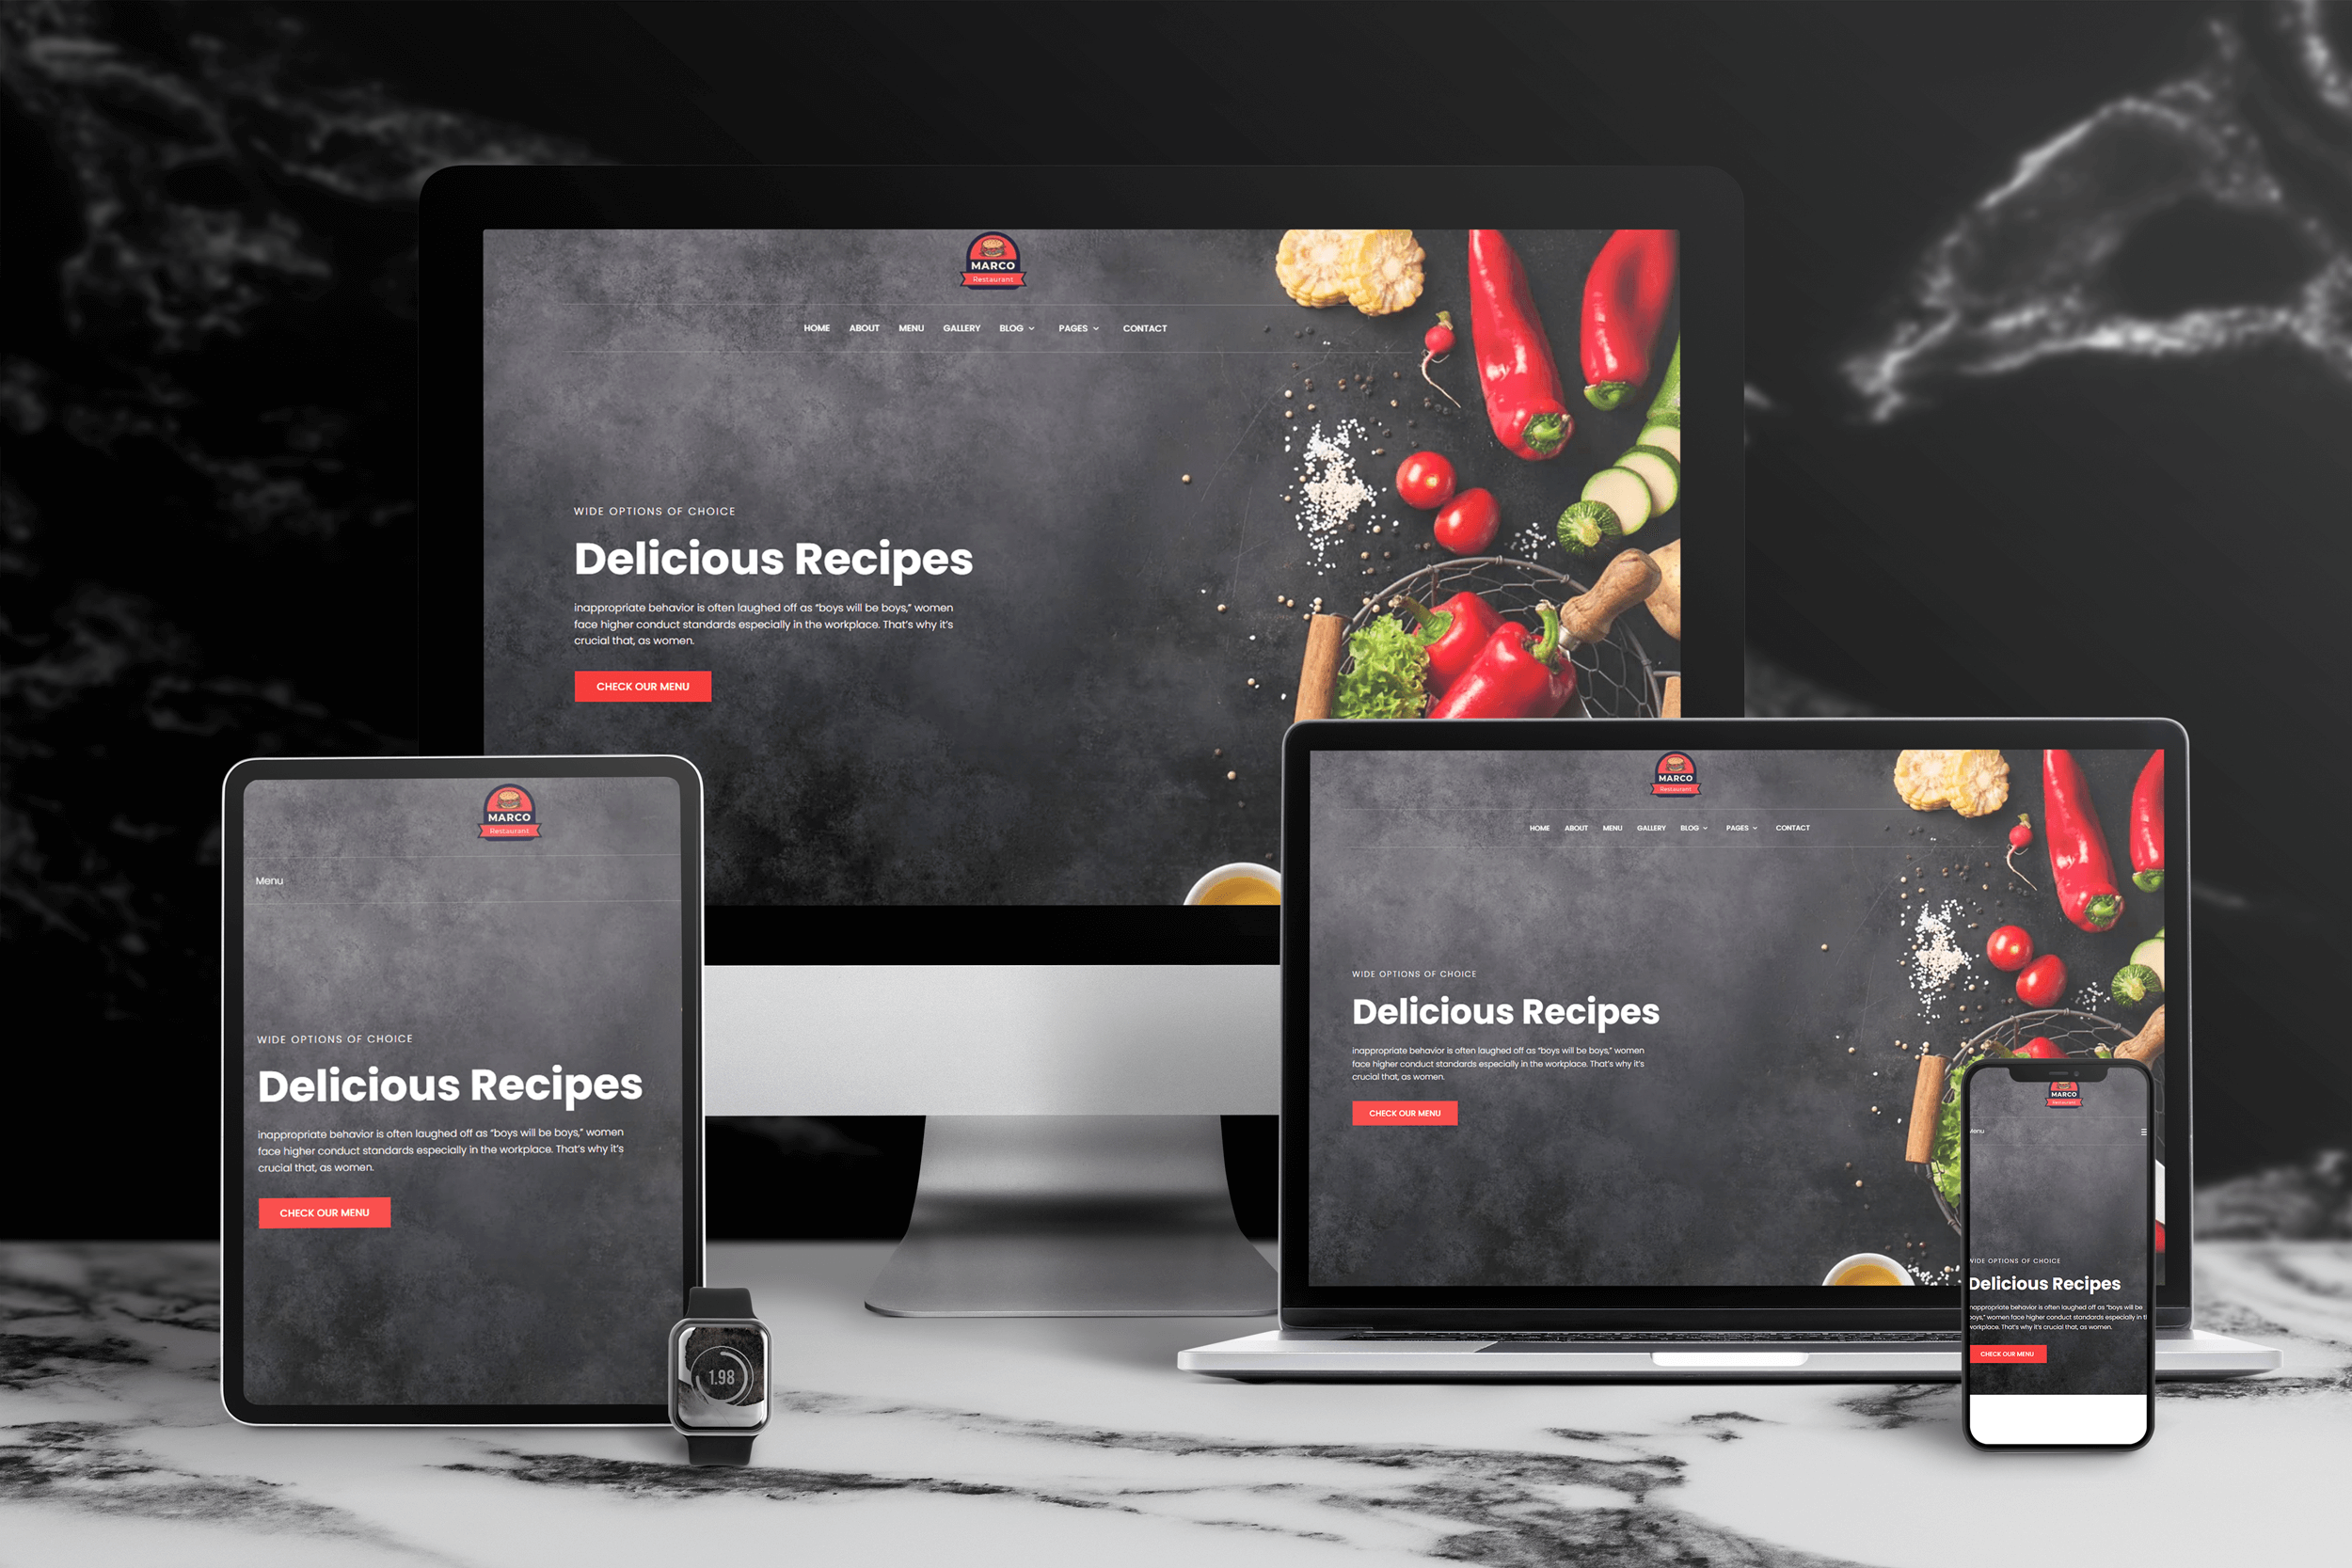 MARCO
Restaurant
HOME ABOUT MENU GALLERY BLOG PAGES CONTACT
WIDE OPTIONS OF CHOICE
Delicious Recipes
inappropriate behavior is often laughed off as “boys will be boys,” women
face higher conduct standards especially in the workplace. That’s why it’s
crucial that, as women.
CHECK OUR MENU
MARCO
Restaurant
Menu
WIDE OPTIONS OF CHOICE
Delicious Recipes
inappropriate behavior is often laughed off as “boys will be boys,” women
face higher conduct standards especially in the workplace. That’s why it’s
crucial that, as women.
CHECK OUR MENU
1.98
MARCO
Restaurant
HOME ABOUT MENU GALLERY BLOG PAGES CONTACT
WIDE OPTIONS OF CHOICE
Delicious Recipes
inappropriate behavior is often laughed off as “boys will be boys,” women
face higher conduct standards especially in the workplace. That’s why it’s
crucial that, as women.
CHECK OUR MENU
MARCO
Restaurant
Menu
WIDE OPTIONS OF CHOICE
Delicious Recipes
inappropriate behavior is often laughed off as “boys will be
boys,” women face higher conduct standards especially in t
workplace. That’s why it’s crucial that, as women.
CHECK OUR MENU